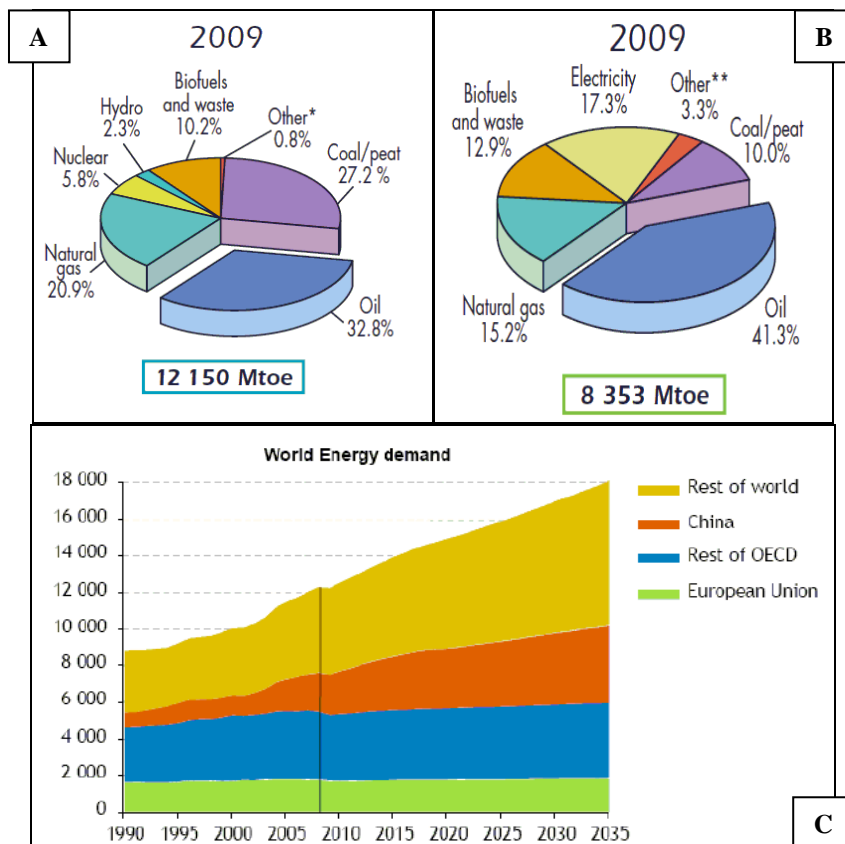 A
2009
Biofuels
and waste
10.2%
Hydro
2.3%
Nuclear
5.8%
Other*
0.8%
Coal/peat
27.2 %
Natural
gas
20.9%
Oil
32.8%
12 150 Mtoe
B
2009
Electricity
17.3%
Other**
3.3%
Biofuels
and waste
12.9%
Coal/peat
10.0%
Natural gas
15.2%
Oil
41.3%
8 353 Mtoe
World Energy demand
18 000
16 000
14 000
12 000
10 000
8 000
6 000
4 000
2 000
0
1990 1995 2000 2005 2010 2015 2020 2025 2030 2035
Rest of world
China
Rest of OECD
European Union
C